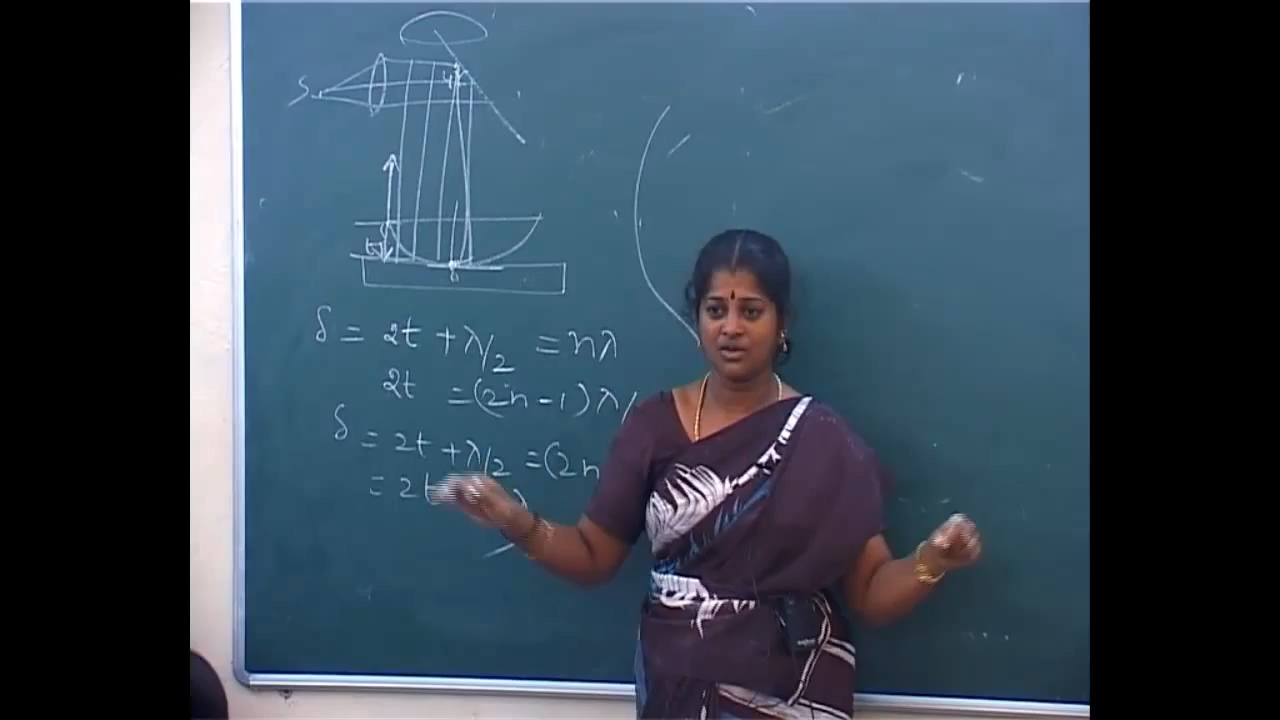 S
t
δ = 2t + λ/2 = nλ
2t = (2n - 1) λ/
δ = 2t + λ/2 = (2n
= 2t λ